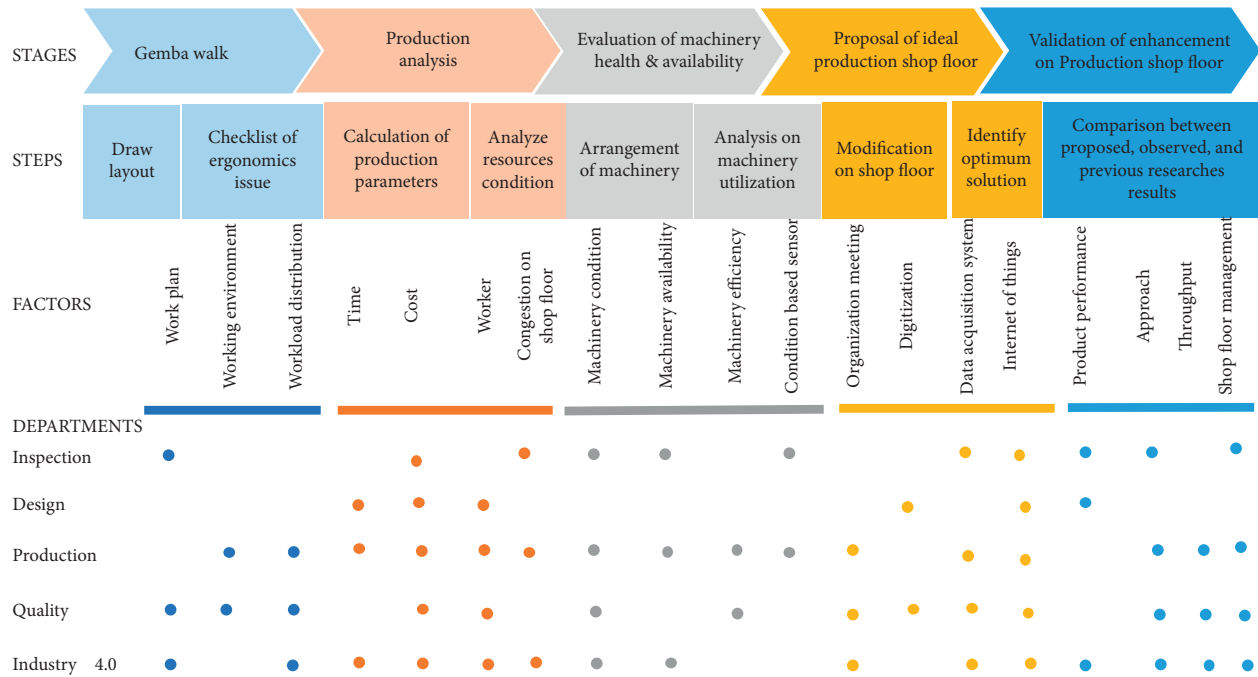 STAGES
Gemba walk
Production
analysis
Evaluation of machinery
health & availability
Proposal of ideal
production shop floor
Validation of enhancement
on Production shop floor
STEPS
Draw
layout
Checklist of
ergonomics
issue
Calculation of
production
parameters
Analyze
resources
condition
Arrangement
of machinery
Analysis on
machinery
utilization
Modification
on shop floor
Identify
optimum
solution
Comparison between
proposed, observed, and
previous researches
results
FACTORS
Work plan
Working environment
Workload distribution
Time
Cost
Worker
Congestion on
shop floor
Machinery condition
Machinery availability
Machinery efficiency
Condition based sensor
Organization meeting
Digitization
Data acquisition system
Internet of things
Product performance
Approach
Throughput
Shop floor management
DEPARTMENTS
Inspection
Design
Production
Quality
Industry 4.0